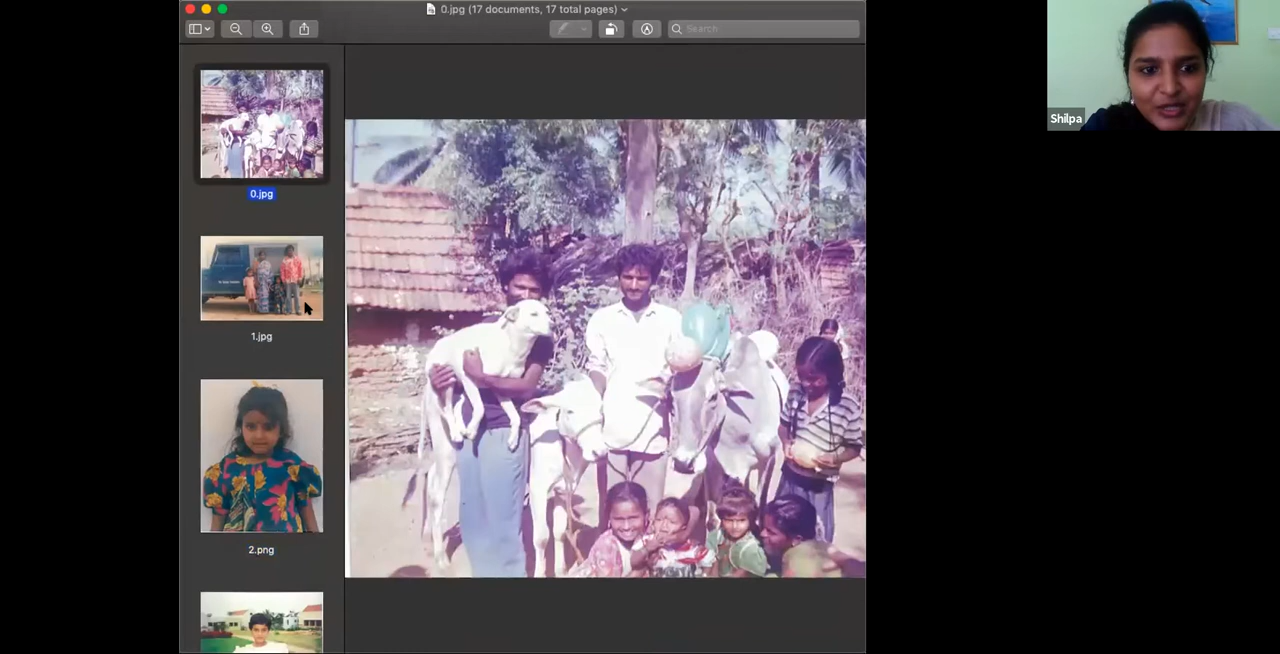 0.jpg (17 documents, 17 total pages)
Search
0.jpg
1.jpg
2.png
Shilpa